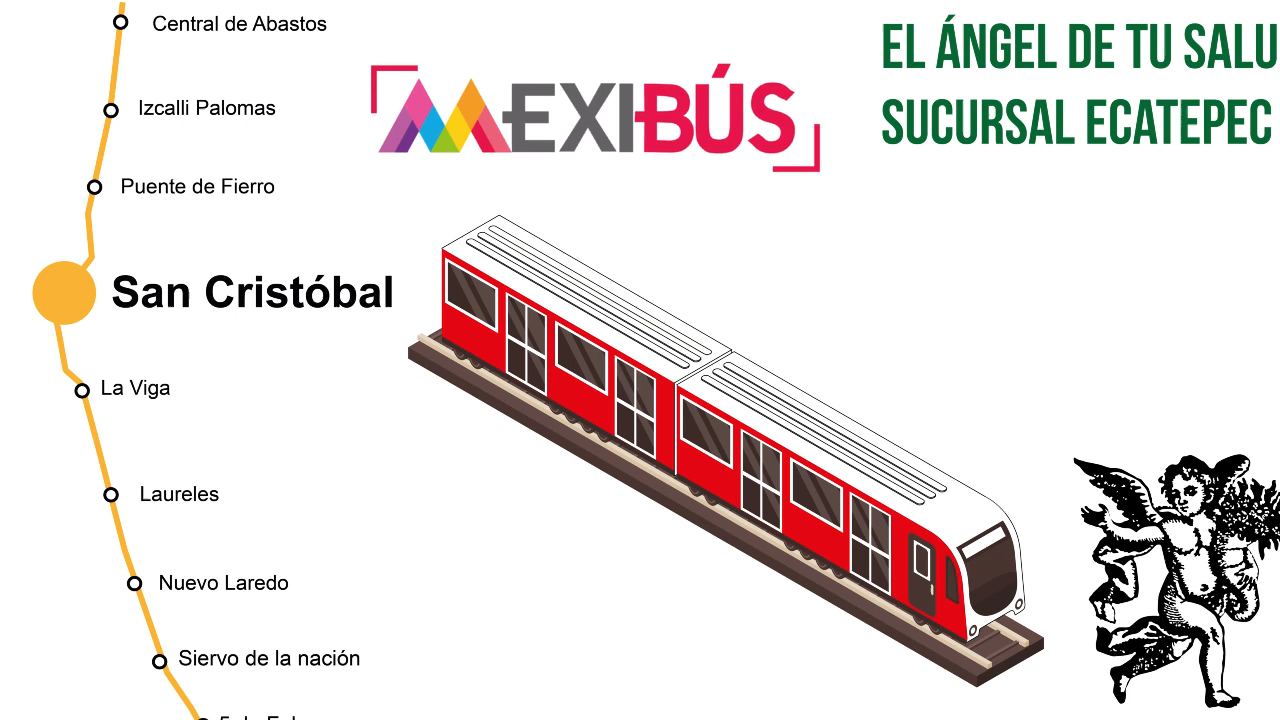 Central de Abastos
Izcalli Palomas
Puente de Fierro
San Cristóbal
La Viga
Laureles
Nuevo Laredo
Siervo de la nación
MEXIBÚS
EL ÁNGEL DE TU SALU
SUCURSAL ECATEPEC